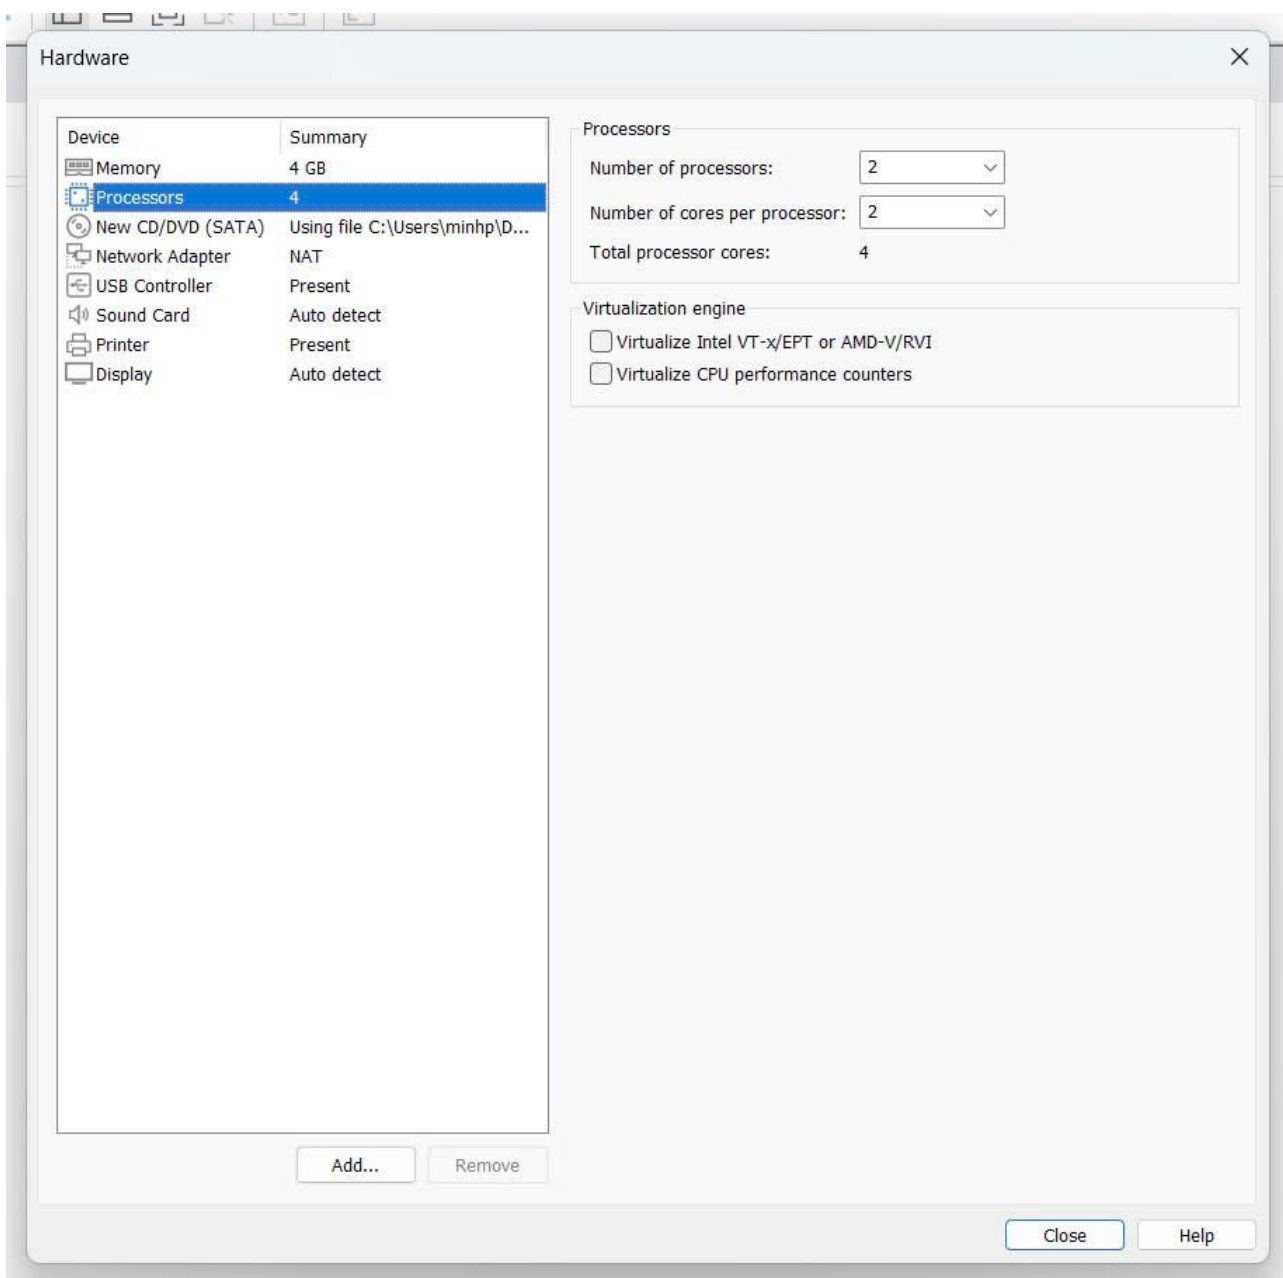 Hardware
Device Summary
Memory 4 GB
Processors 4
New CD/DVD (SATA) Using file C:\Users\minhp\D...
Network Adapter NAT
USB Controller Present
Sound Card Auto detect
Printer Present
Display Auto detect
Add... Remove
Processors
Number of processors: 2
Number of cores per processor: 2
Total processor cores: 4
Virtualization engine
Virtualize Intel VT-x/EPT or AMD-V/RVI
Virtualize CPU performance counters
Close Help